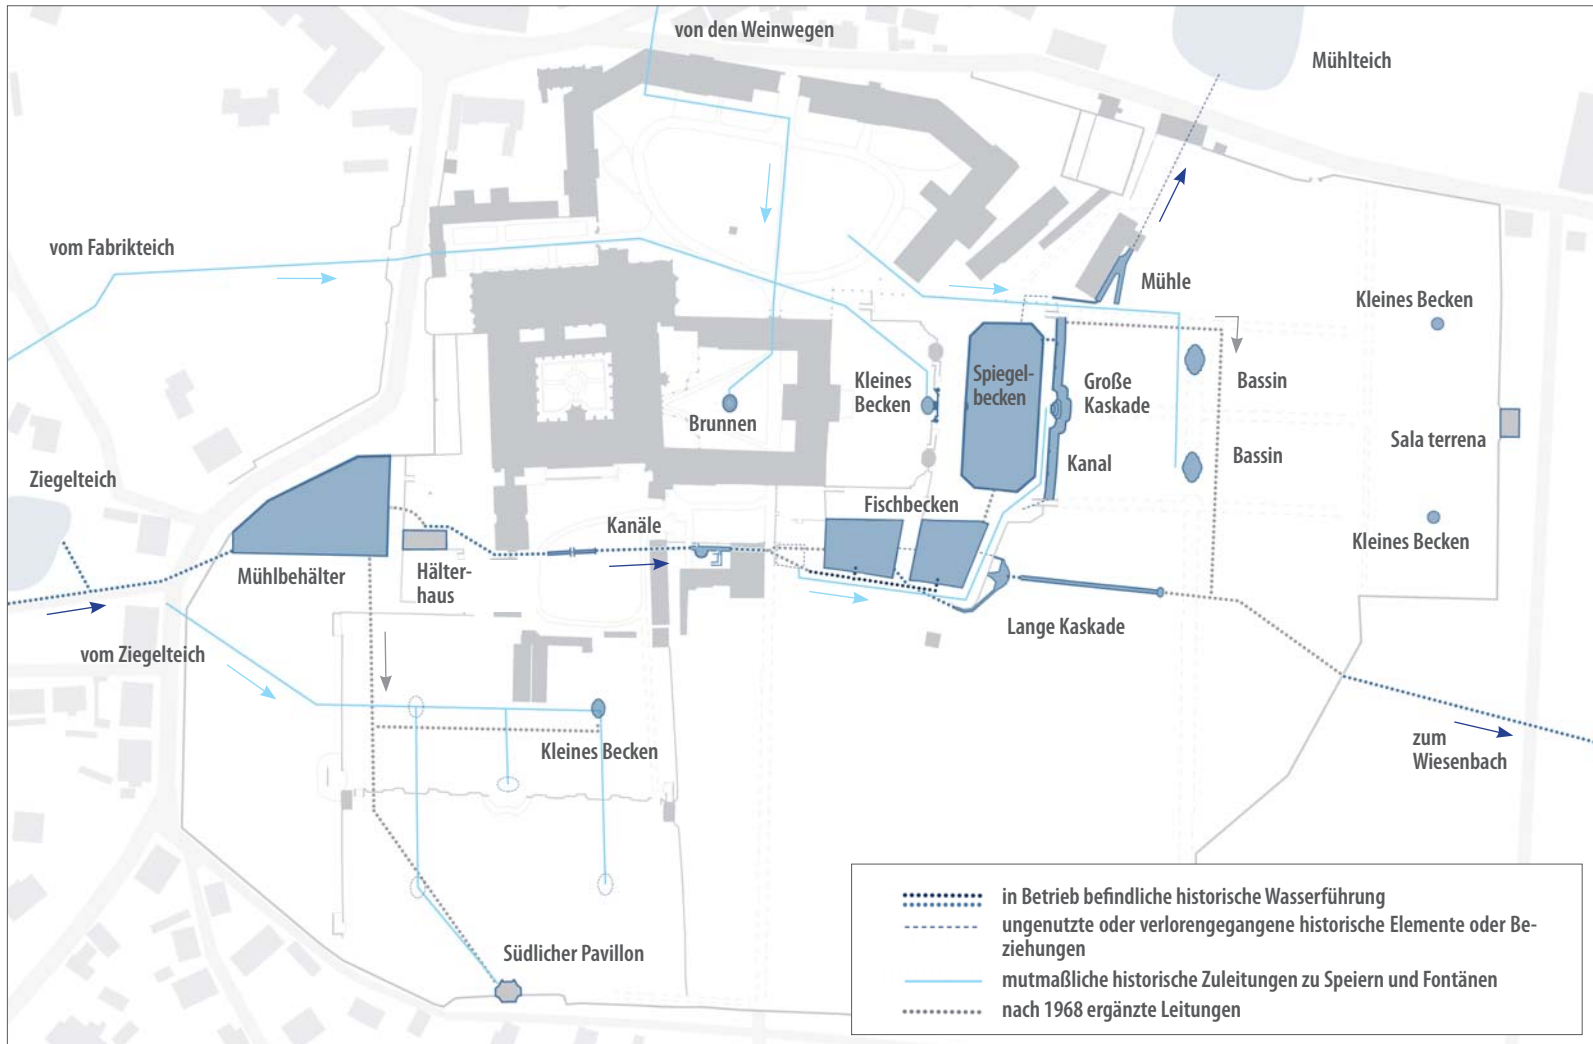 von den Weinwegen
Mühlteich
vom Fabrikteich
Mühle
Kleines Becken
Kleines
Becken
Spiegel-
becken
Große
Kaskade
Bassin
Brunnen
Sala terrena
Bassin
Kanal
Ziegelteich
Fischbecken
Kanäle
Kleines Becken
Mühlbehälter
Hälter-
haus
Lange Kaskade
vom Ziegelteich
Kleines Becken
zum
Wiesenbach
Südlicher Pavillon
in Betrieb befindliche historische Wasserführung
ungenutzte oder verlorengegangene historische Elemente oder Be-
ziehungen
mutmaßliche historische Zuleitungen zu Speiern und Fontänen
nach 1968 ergänzte Leitungen